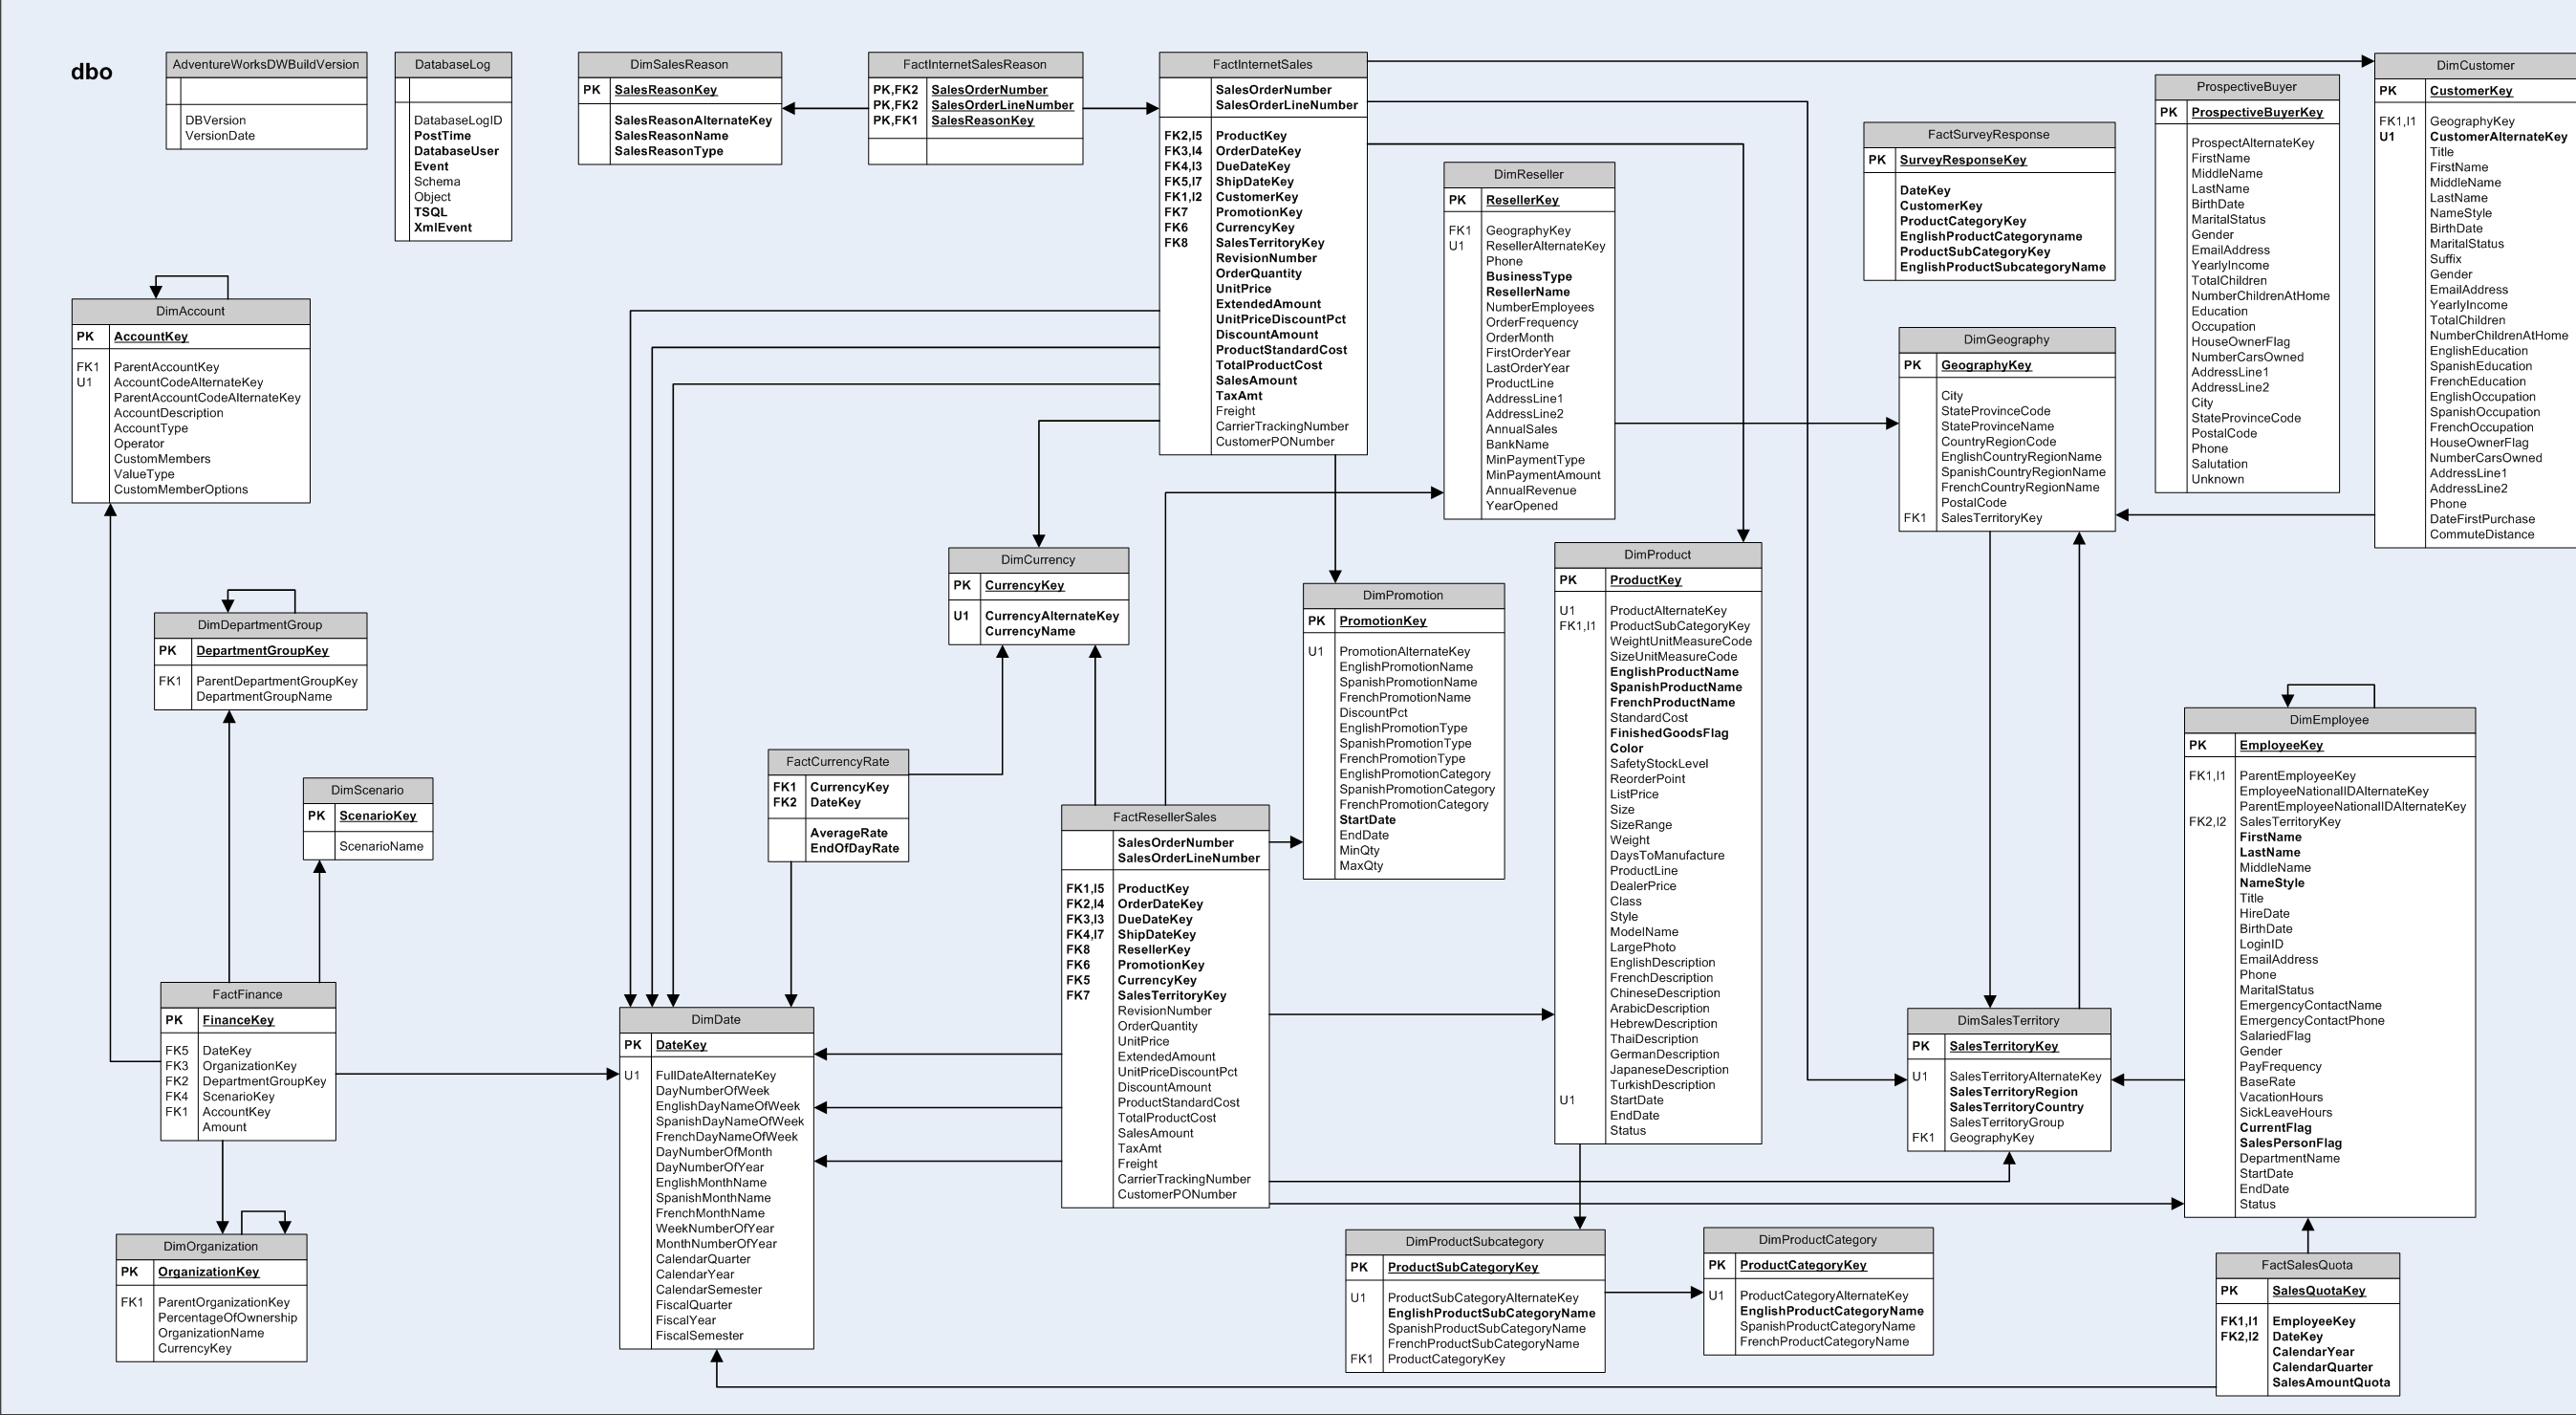 dbo
AdventureWorksDWBuildVersion
DBVersion
VersionDate
DatabaseLog
DatabaseLogID
PostTime
DatabaseUser
Event
Schema
Object
TSQL
XmlEvent
DimSalesReason
PK SalesReasonKey
SalesReasonAlternateKey
SalesReasonName
SalesReasonType
FactInternetSalesReason
PK,FK2 SalesOrderNumber
PK,FK2 SalesOrderLineNumber
PK,FK1 SalesReasonKey
FactInternetSales
SalesOrderNumber
SalesOrderLineNumber
FK2,I5 ProductKey
FK3,I4 OrderDateKey
FK4,I3 DueDateKey
FK5,I7 ShipDateKey
FK1,I2 CustomerKey
FK7 PromotionKey
FK6 CurrencyKey
FK8 SalesTerritoryKey
RevisionNumber
OrderQuantity
UnitPrice
ExtendedAmount
UnitPriceDiscountPct
DiscountAmount
ProductStandardCost
TotalProductCost
SalesAmount
TaxAmt
Freight
CarrierTrackingNumber
CustomerPONumber
DimReseller
PK ResellerKey
FK1 GeographyKey
U1 ResellerAlternateKey
Phone
BusinessType
ResellerName
NumberEmployees
OrderFrequency
OrderMonth
FirstOrderYear
LastOrderYear
ProductLine
AddressLine1
AddressLine2
AnnualSales
BankName
MinPaymentType
MinPaymentAmount
AnnualRevenue
YearOpened
FactSurveyResponse
PK SurveyResponseKey
DateKey
CustomerKey
ProductCategoryKey
EnglishProductCategoryname
ProductSubCategoryKey
EnglishProductSubcategoryName
ProspectiveBuyer
PK ProspectiveBuyerKey
ProspectAlternateKey
FirstName
MiddleName
LastName
BirthDate
MaritalStatus
Gender
EmailAddress
YearlyIncome
TotalChildren
NumberChildrenAtHome
Education
Occupation
HouseOwnerFlag
NumberCarsOwned
AddressLine1
AddressLine2
City
StateProvinceCode
PostalCode
Phone
Salutation
Unknown
DimCustomer
PK CustomerKey
FK1,I1 GeographyKey
U1 CustomerAlternateKey
Title
FirstName
MiddleName
LastName
NameStyle
BirthDate
MaritalStatus
Suffix
Gender
EmailAddress
YearlyIncome
TotalChildren
NumberChildrenAtHome
EnglishEducation
SpanishEducation
FrenchEducation
EnglishOccupation
SpanishOccupation
FrenchOccupation
HouseOwnerFlag
NumberCarsOwned
AddressLine1
AddressLine2
Phone
DateFirstPurchase
CommuteDistance
DimAccount
PK AccountKey
FK1 ParentAccountKey
U1 AccountCodeAlternateKey
ParentAccountCodeAlternateKey
AccountDescription
AccountType
Operator
CustomMembers
ValueType
CustomMemberOptions
DimGeography
PK GeographyKey
City
StateProvinceCode
StateProvinceName
CountryRegionCode
EnglishCountryRegionName
SpanishCountryRegionName
FrenchCountryRegionName
PostalCode
FK1 SalesTerritoryKey
DimCurrency
PK CurrencyKey
U1 CurrencyAlternateKey
CurrencyName
DimPromotion
PK PromotionKey
U1 PromotionAlternateKey
EnglishPromotionName
SpanishPromotionName
FrenchPromotionName
DiscountPct
EnglishPromotionType
SpanishPromotionType
FrenchPromotionType
EnglishPromotionCategory
SpanishPromotionCategory
FrenchPromotionCategory
StartDate
EndDate
MinQty
MaxQty
DimProduct
PK ProductKey
U1 ProductAlternateKey
FK1,I1 ProductSubCategoryKey
WeightUnitMeasureCode
SizeUnitMeasureCode
EnglishProductName
SpanishProductName
FrenchProductName
StandardCost
FinishedGoodsFlag
Color
SafetyStockLevel
ReorderPoint
ListPrice
Size
SizeRange
Weight
DaysToManufacture
ProductLine
DealerPrice
Class
Style
ModelName
LargePhoto
EnglishDescription
FrenchDescription
ChineseDescription
ArabicDescription
HebrewDescription
ThaiDescription
GermanDescription
JapaneseDescription
TurkishDescription
U1 StartDate
EndDate
Status
DimDepartmentGroup
PK DepartmentGroupKey
FK1 ParentDepartmentGroupKey
DepartmentGroupName
DimScenario
PK ScenarioKey
ScenarioName
FactCurrencyRate
FK1 CurrencyKey
FK2 DateKey
AverageRate
EndOfDayRate
FactResellerSales
SalesOrderNumber
SalesOrderLineNumber
FK1,I5 ProductKey
FK2,I4 OrderDateKey
FK3,I3 DueDateKey
FK4,I7 ShipDateKey
FK8 ResellerKey
FK6 PromotionKey
FK5 CurrencyKey
FK7 SalesTerritoryKey
RevisionNumber
OrderQuantity
UnitPrice
ExtendedAmount
UnitPriceDiscountPct
DiscountAmount
ProductStandardCost
TotalProductCost
SalesAmount
TaxAmt
Freight
CarrierTrackingNumber
CustomerPONumber
DimEmployee
PK EmployeeKey
FK1,I1 ParentEmployeeKey
EmployeeNationalIDAlternateKey
ParentEmployeeNationalIDAlternateKey
FK2,I2 SalesTerritoryKey
FirstName
LastName
MiddleName
NameStyle
Title
HireDate
BirthDate
LoginID
EmailAddress
Phone
MaritalStatus
EmergencyContactName
EmergencyContactPhone
SalariedFlag
Gender
PayFrequency
BaseRate
VacationHours
SickLeaveHours
CurrentFlag
SalesPersonFlag
DepartmentName
StartDate
EndDate
Status
FactFinance
PK FinanceKey
FK5 DateKey
FK3 OrganizationKey
FK2 DepartmentGroupKey
FK4 ScenarioKey
FK1 AccountKey
Amount
DimDate
PK DateKey
U1 FullDateAlternateKey
DayNumberOfWeek
EnglishDayNameOfWeek
SpanishDayNameOfWeek
FrenchDayNameOfWeek
DayNumberOfMonth
DayNumberOfYear
EnglishMonthName
SpanishMonthName
FrenchMonthName
WeekNumberOfYear
MonthNumberOfYear
CalendarQuarter
CalendarYear
CalendarSemester
FiscalQuarter
FiscalYear
FiscalSemester
DimSalesTerritory
PK SalesTerritoryKey
U1 SalesTerritoryAlternateKey
SalesTerritoryRegion
SalesTerritoryCountry
SalesTerritoryGroup
FK1 GeographyKey
DimOrganization
PK OrganizationKey
FK1 ParentOrganizationKey
PercentageOfOwnership
OrganizationName
CurrencyKey
DimProductSubcategory
PK ProductSubCategoryKey
U1 ProductSubCategoryAlternateKey
EnglishProductSubCategoryName
SpanishProductSubCategoryName
FrenchProductSubCategoryName
FK1 ProductCategoryKey
DimProductCategory
PK ProductCategoryKey
U1 ProductCategoryAlternateKey
EnglishProductCategoryName
SpanishProductCategoryName
FrenchProductCategoryName
FactSalesQuota
PK SalesQuotaKey
FK1,I1 EmployeeKey
FK2,I2 DateKey
CalendarYear
CalendarQuarter
SalesAmountQuota